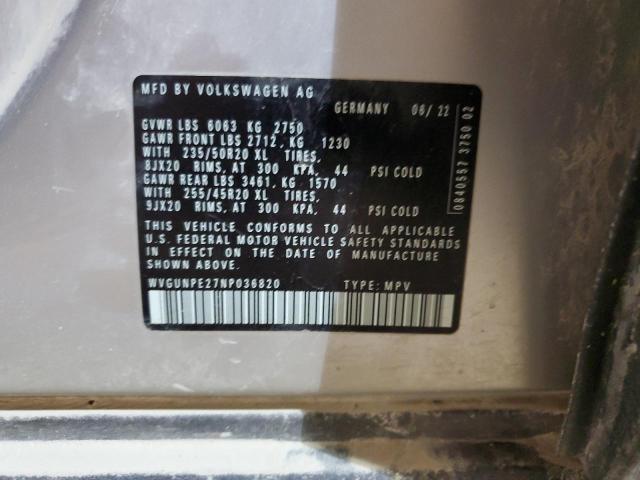 MFD BY VOLKSWAGEN AG
GERMANY 06/22
GVWR LBS 6063 KG 2750
GAWR FRONT LBS 2712, KG 1230
WITH 235/50R20 XL TIRES,
8JX20 RIMS, AT 300 KPA, 44 PSI COLD
GAWR REAR LBS 3461, KG 1570
WITH 255/45R20 XL TIRES,
9JX20 RIMS, AT 300 KPA, 44 PSI COLD
THIS VEHICLE CONFORMS TO ALL APPLICABLE
U.S. FEDERAL MOTOR VEHICLE SAFETY STANDARDS
IN EFFECT ON THE DATE OF MANUFACTURE
SHOWN ABOVE.
WVGUNPE27NP036820 TYPE: MPV
0840557 3750 02